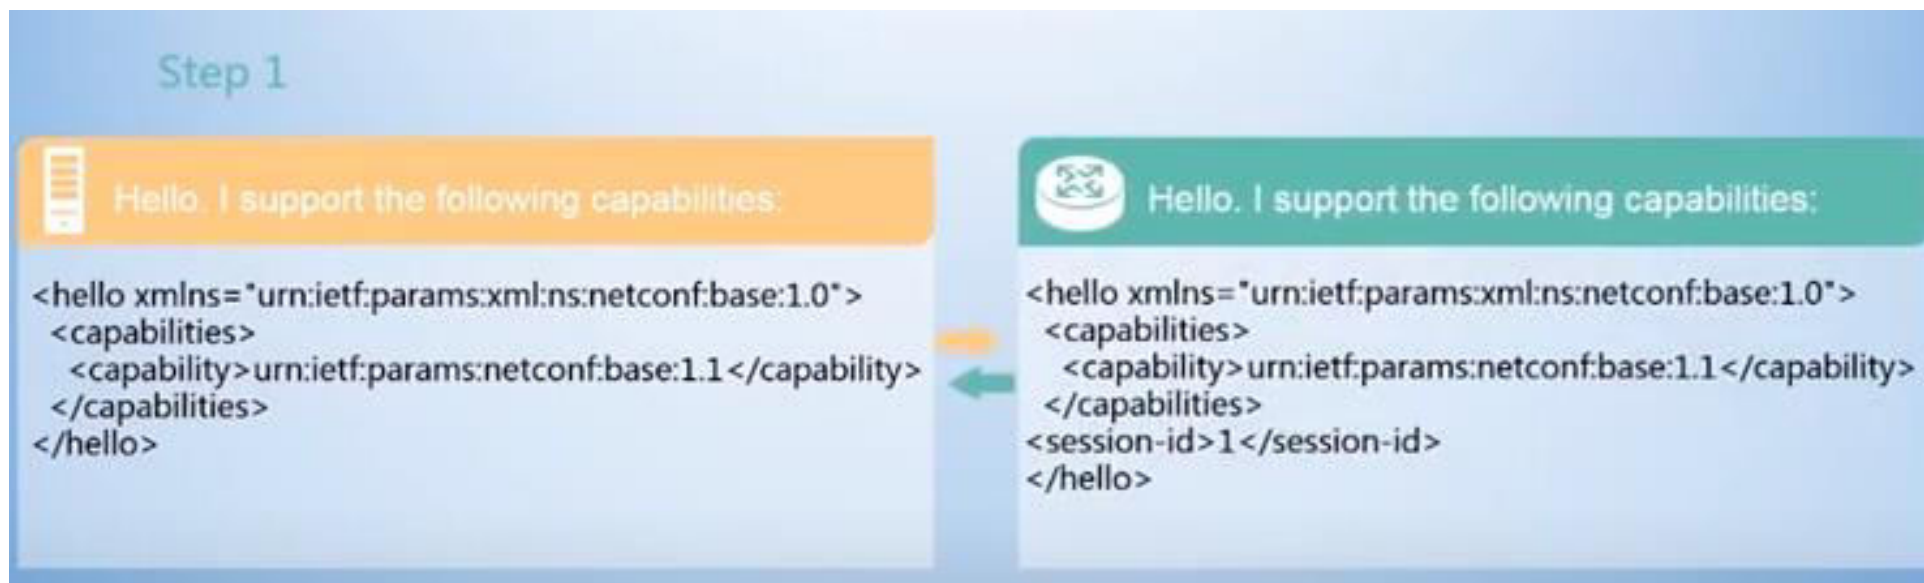 Step 1
Hello. I support the following capabilities:
<hello xmlns="urn:ietf:params:xml:ns:netconf:base:1.0">
<capabilities>
<capability>urn:ietf:params:netconf:base:1.1</capability>
</capabilities>
</hello>
Hello. I support the following capabilities:
<hello xmlns="urn:ietf:params:xml:ns:netconf:base:1.0">
<capabilities>
<capability>urn:ietf:params:netconf:base:1.1</capability>
</capabilities>
<session-id>1</session-id>
</hello>